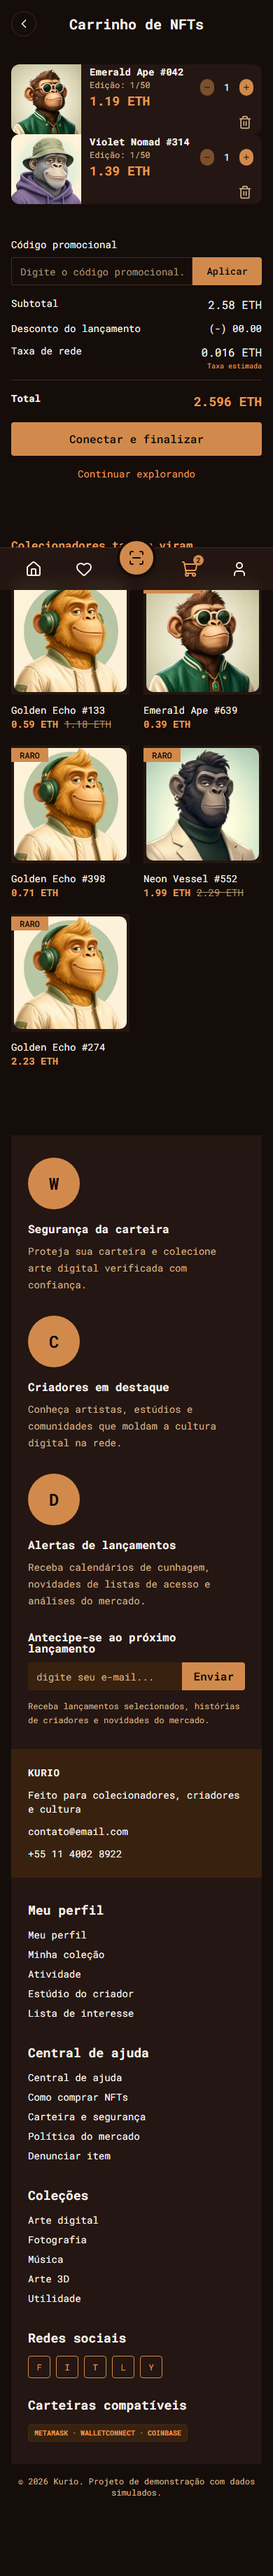 Carrinho de NFTs
Emerald Ape #042
Edição: 1/50
1.19 ETH
− 1 +
Violet Nomad #314
Edição: 1/50
1.39 ETH
− 1 +
Código promocional
Digite o código promocional.
Aplicar
Subtotal 2.58 ETH
Desconto do lançamento (-) 00.00
Taxa de rede 0.016 ETH
Taxa estimada
Total 2.596 ETH
Conectar e finalizar
Continuar explorando
Colecionadores viram
2
Golden Echo #133
0.59 ETH 1.18 ETH
Emerald Ape #639
0.39 ETH
RARO
Golden Echo #398
0.71 ETH
RARO
Neon Vessel #552
1.99 ETH 2.29 ETH
RARO
Golden Echo #274
2.23 ETH
W
Segurança da carteira
Proteja sua carteira e colecione
arte digital verificada com
confiança.
C
Criadores em destaque
Conheça artistas, estúdios e
comunidades que moldam a cultura
digital na rede.
D
Alertas de lançamentos
Receba calendários de cunhagem,
novidades de listas de acesso e
análises do mercado.
Antecipe-se ao próximo
lançamento
digite seu e-mail...
Enviar
Receba lançamentos selecionados, histórias
de criadores e novidades do mercado.
KURIO
Feito para colecionadores, criadores
e cultura
contato@email.com
+55 11 4002 8922
Meu perfil
Meu perfil
Minha coleção
Atividade
Estúdio do criador
Lista de interesse
Central de ajuda
Central de ajuda
Como comprar NFTs
Carteira e segurança
Política do mercado
Denunciar item
Coleções
Arte digital
Fotografia
Música
Arte 3D
Utilidade
Redes sociais
F I T L Y
Carteiras compatíveis
METAMASK · WALLETCONNECT · COINBASE
© 2026 Kurio. Projeto de demonstração com dados
simulados.